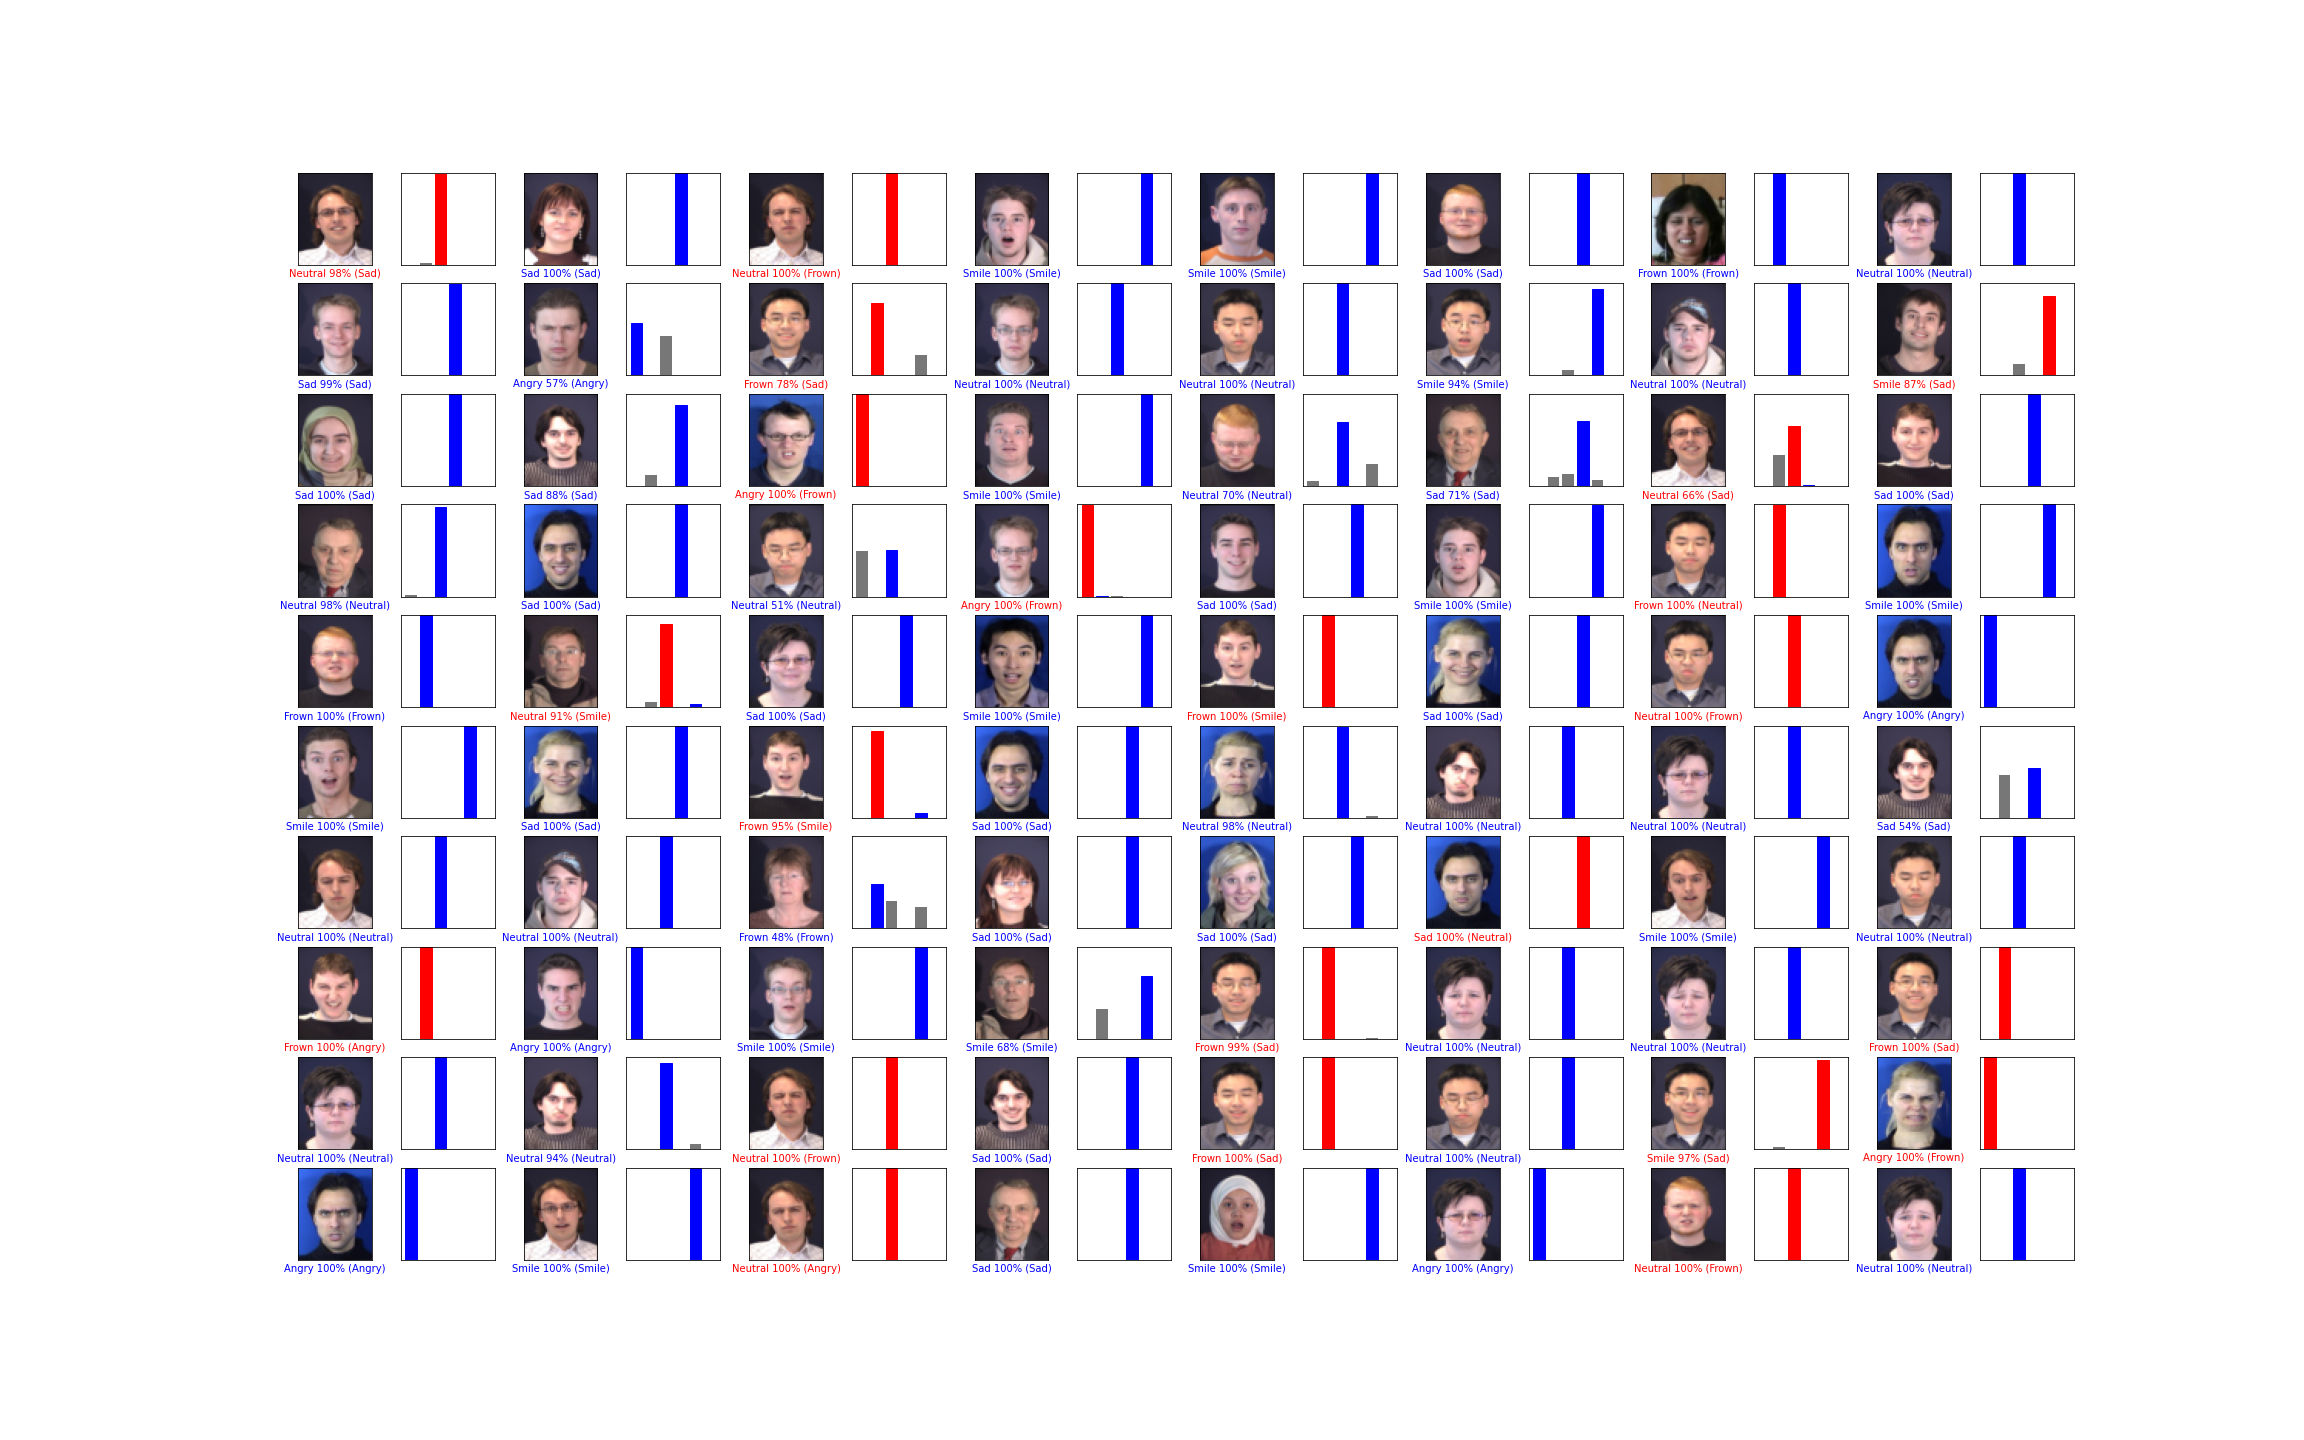 Neutral 98% (Sad) Sad 100% (Sad) Neutral 100% (Frown) Smile 100% (Smile) Smile 100% (Smile) Sad 100% (Sad) Frown 100% (Frown) Neutral 100% (Neutral)
Sad 99% (Sad) Angry 57% (Angry) Frown 78% (Sad) Neutral 100% (Neutral) Neutral 100% (Neutral) Smile 94% (Smile) Neutral 100% (Neutral) Smile 87% (Sad)
Sad 100% (Sad) Sad 88% (Sad) Angry 100% (Frown) Smile 100% (Smile) Neutral 70% (Neutral) Sad 71% (Sad) Neutral 66% (Sad) Sad 100% (Sad)
Neutral 98% (Neutral) Sad 100% (Sad) Neutral 51% (Neutral) Angry 100% (Frown) Sad 100% (Sad) Smile 100% (Smile) Frown 100% (Neutral) Smile 100% (Smile)
Frown 100% (Frown) Neutral 91% (Smile) Sad 100% (Sad) Smile 100% (Smile) Frown 100% (Smile) Sad 100% (Sad) Neutral 100% (Frown) Angry 100% (Angry)
Smile 100% (Smile) Sad 100% (Sad) Frown 95% (Smile) Sad 100% (Sad) Neutral 98% (Neutral) Neutral 100% (Neutral) Neutral 100% (Neutral) Sad 54% (Sad)
Neutral 100% (Neutral) Neutral 100% (Neutral) Frown 48% (Frown) Sad 100% (Sad) Sad 100% (Sad) Sad 100% (Neutral) Smile 100% (Smile) Neutral 100% (Neutral)
Frown 100% (Angry) Angry 100% (Angry) Smile 100% (Smile) Smile 68% (Smile) Frown 99% (Sad) Neutral 100% (Neutral) Neutral 100% (Neutral) Frown 100% (Sad)
Neutral 100% (Neutral) Neutral 94% (Neutral) Neutral 100% (Frown) Sad 100% (Sad) Frown 100% (Sad) Neutral 100% (Neutral) Smile 97% (Sad) Angry 100% (Frown)
Angry 100% (Angry) Smile 100% (Smile) Neutral 100% (Angry) Sad 100% (Sad) Smile 100% (Smile) Angry 100% (Angry) Neutral 100% (Frown) Neutral 100% (Neutral)